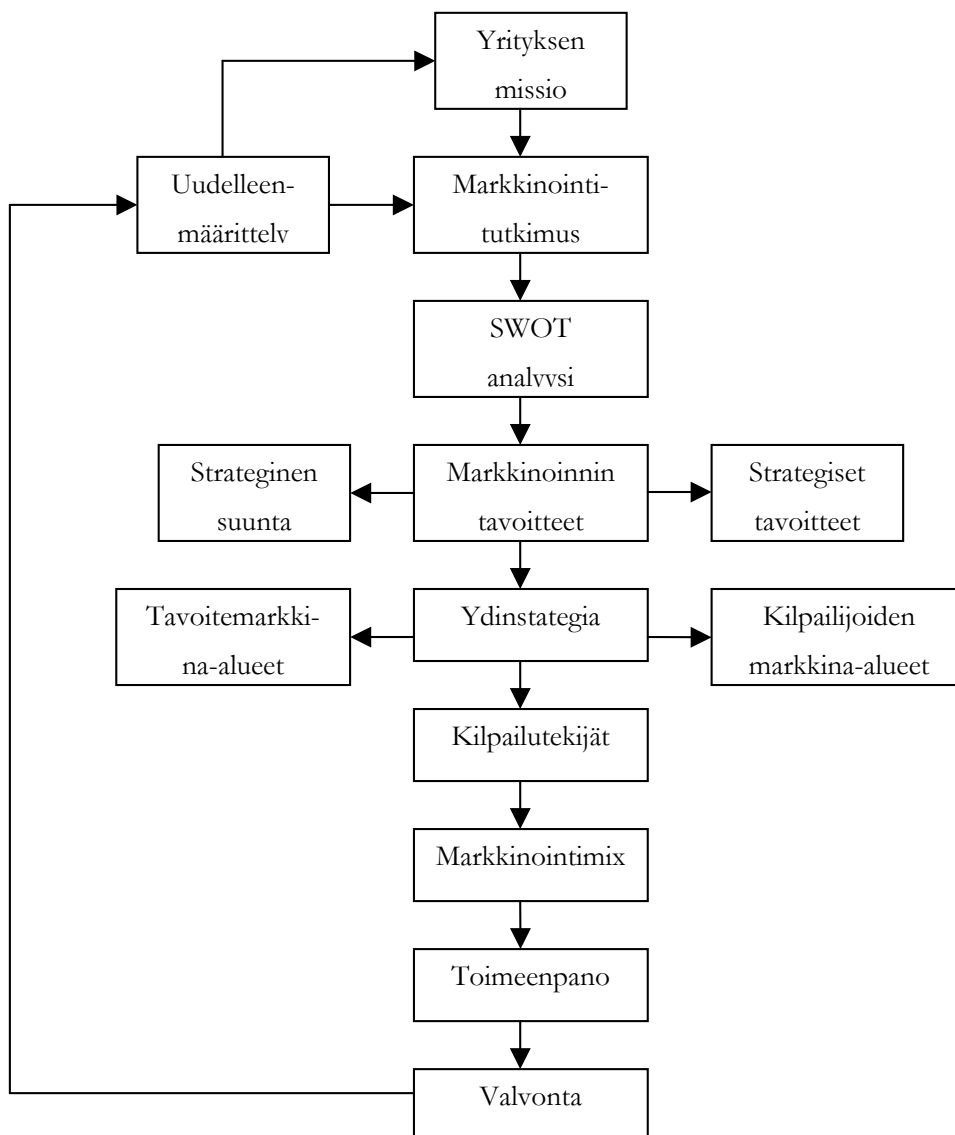 Yrityksen
missio
Uudelleen-
määrittelv
Markkinointi-
tutkimus
SWOT
analvvsi
Strateginen
suunta
Markkinoinnin
tavoitteet
Strategiset
tavoitteet
Tavoitemarkki-
na-alueet
Ydinstategia
Kilpailijoiden
markkina-alueet
Kilpailutekijät
Markkinointimix
Toimeenpano
Valvonta